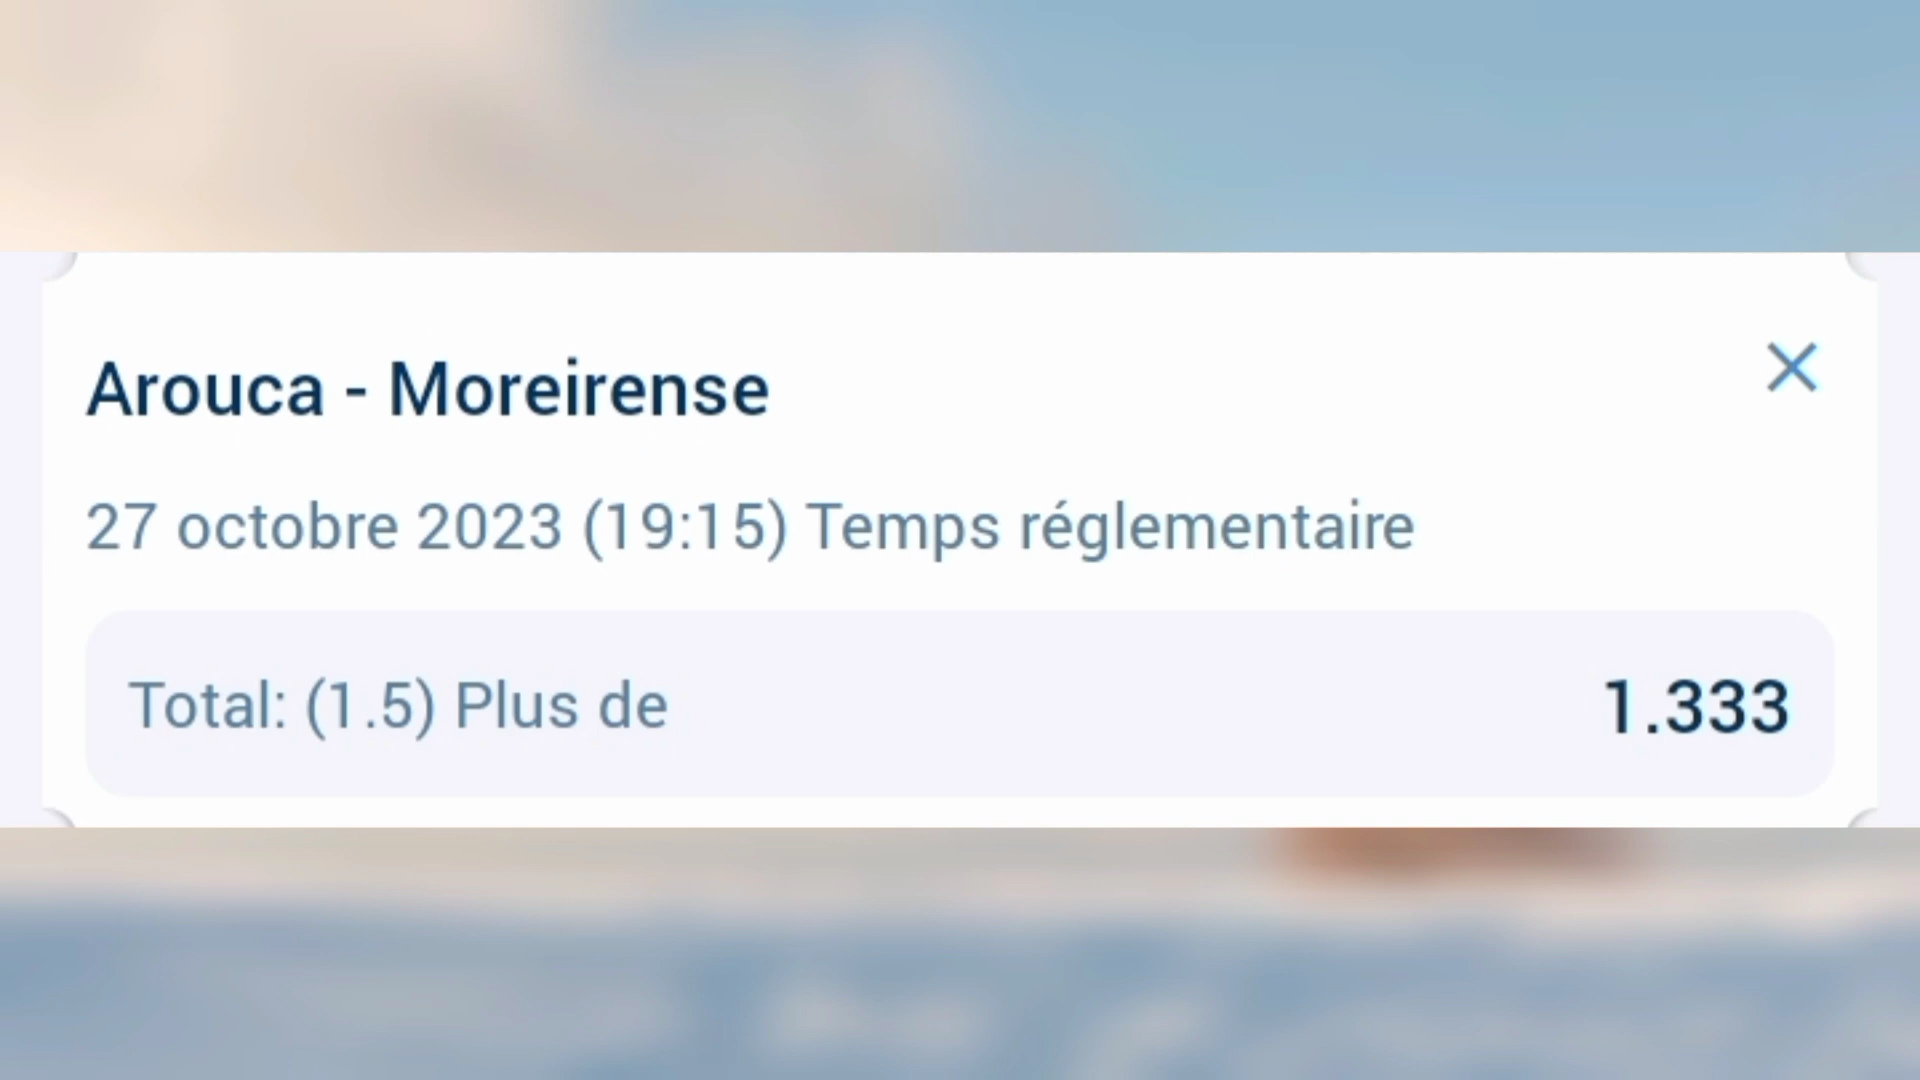 Arouca - Moreirense
27 octobre 2023 (19:15) Temps réglementaire
Total: (1.5) Plus de 1.333